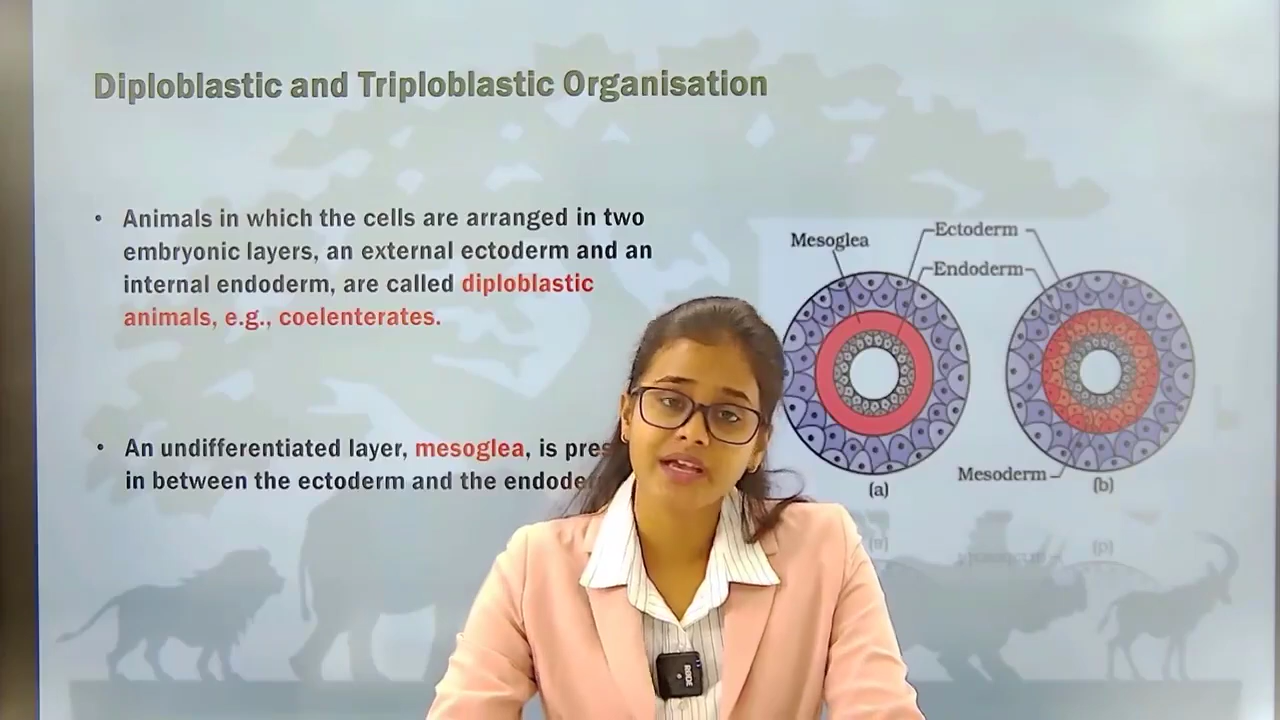 Diploblastic and Triploblastic Organisation
• Animals in which the cells are arranged in two
embryonic layers, an external ectoderm and an
internal endoderm, are called diploblastic
animals, e.g., coelenterates.
• An undifferentiated layer, mesoglea, is
in between the ectoderm and the
Mesoglea
Ectoderm
Endoderm
Mesoderm
(a)
(b)
RODE